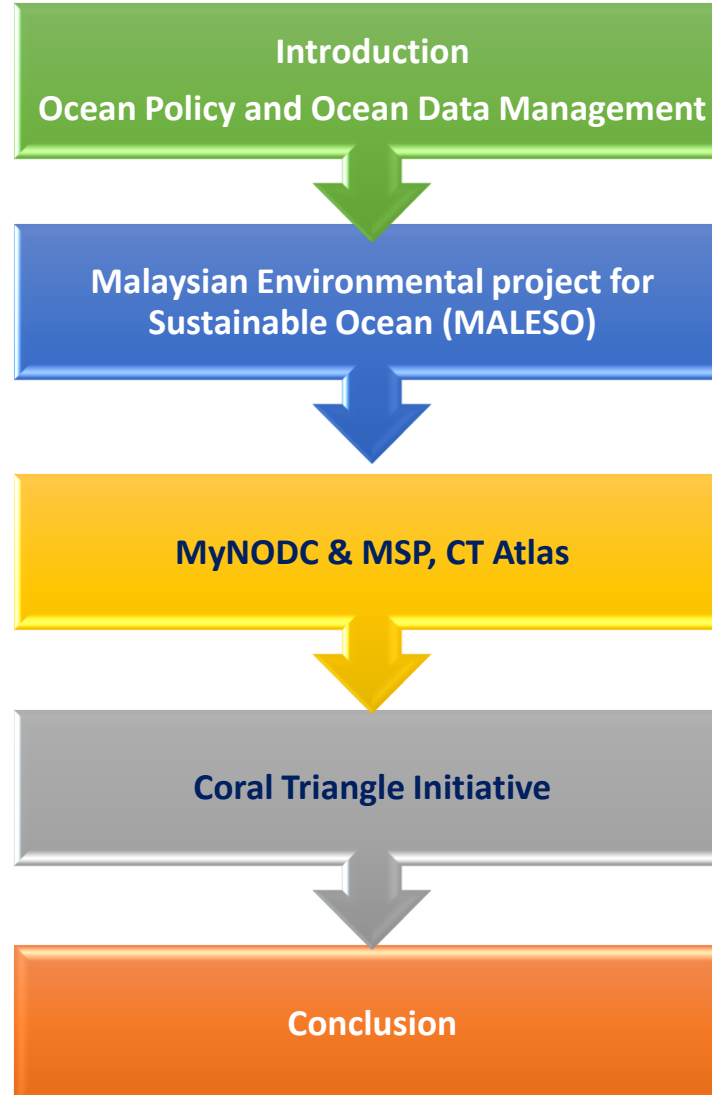 Introduction
Ocean Policy and Ocean Data Management
Malaysian Environmental project for
Sustainable Ocean (MALESO)
MyNODC & MSP, CT Atlas
Coral Triangle Initiative
Conclusion